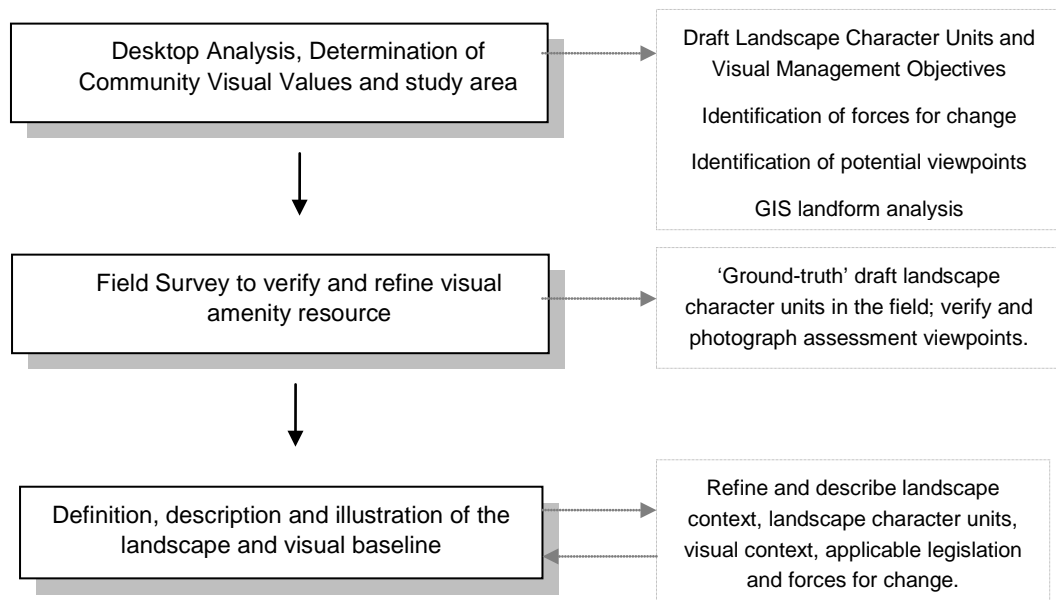 Desktop Analysis, Determination of
Community Visual Values and study area
Draft Landscape Character Units and
Visual Management Objectives
Identification of forces for change
Identification of potential viewpoints
GIS landform analysis
Field Survey to verify and refine visual
amenity resource
‘Ground-truth’ draft landscape
character units in the field; verify and
photograph assessment viewpoints.
Definition, description and illustration of the
landscape and visual baseline
Refine and describe landscape
context, landscape character units,
visual context, applicable legislation
and forces for change.